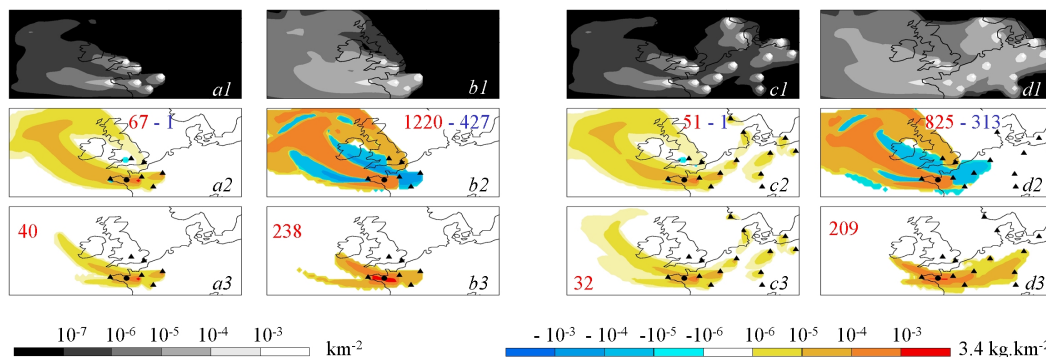 a1 b1 c1 d1
67 - 1 1220 - 427 51 - 1 825 - 313
a2 b2 c2 d2
40 238 32 209
a3 b3 c3 d3
10-7 10-6 10-5 10-4 10-3 km-2
- 10-3 - 10-4 -10-5 -10-6 10-6 10-5 10-4 10-3 3.4 kg.km-2